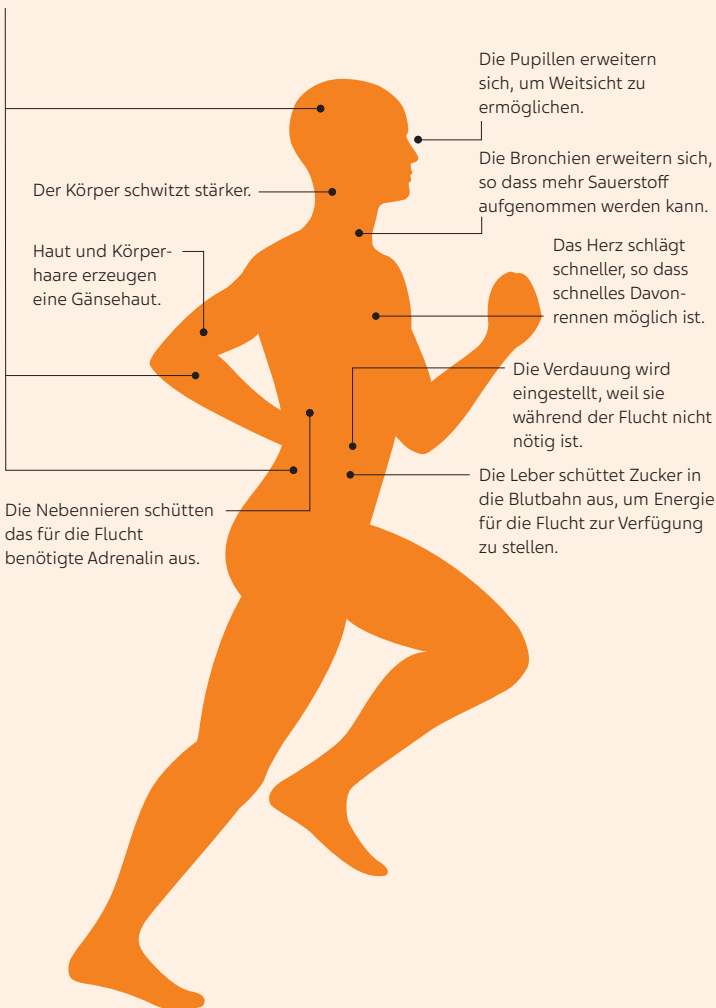 Die Pupillen erweitern
sich, um Weitsicht zu
ermöglichen.
Die Bronchien erweitern sich,
so dass mehr Sauerstoff
aufgenommen werden kann.
Der Körper schwitzt stärker.
Haut und Körper-
haare erzeugen
eine Gänsehaut.
Das Herz schlägt
schneller, so dass
schnelles Davon-
rennen möglich ist.
Die Verdauung wird
eingestellt, weil sie
während der Flucht nicht
nötig ist.
Die Leber schüttet Zucker in
die Blutbahn aus, um Energie
für die Flucht zur Verfügung
zu stellen.
Die Nebennieren schütten
das für die Flucht
benötigte Adrenalin aus.